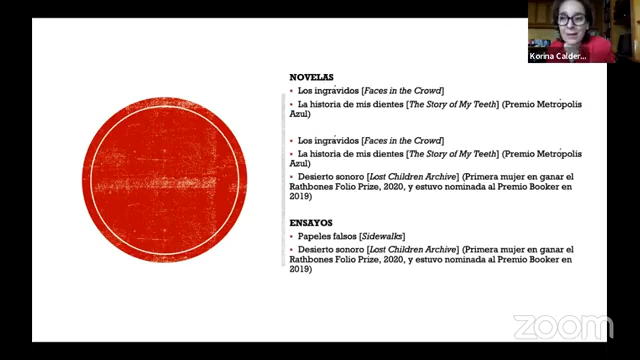 Korina Calder...
NOVELAS
▪ Los ingrávidos [Faces in the Crowd]
▪ La historia de mis dientes [The Story of My Teeth] (Premio Metrópolis
Azul)
▪ Los ingrávidos [Faces in the Crowd]
▪ La historia de mis dientes [The Story of My Teeth] (Premio Metrópolis
Azul)
▪ Desierto sonoro [Lost Children Archive] (Primera mujer en ganar el
Rathbones Folio Prize, 2020, y estuvo nominada al Premio Booker en
2019)
ENSAYOS
▪ Papeles falsos [Sidewalks]
▪ Desierto sonoro [Lost Children Archive] (Primera mujer en ganar el
Rathbones Folio Prize, 2020, y estuvo nominada al Premio Booker en
2019)
zoom